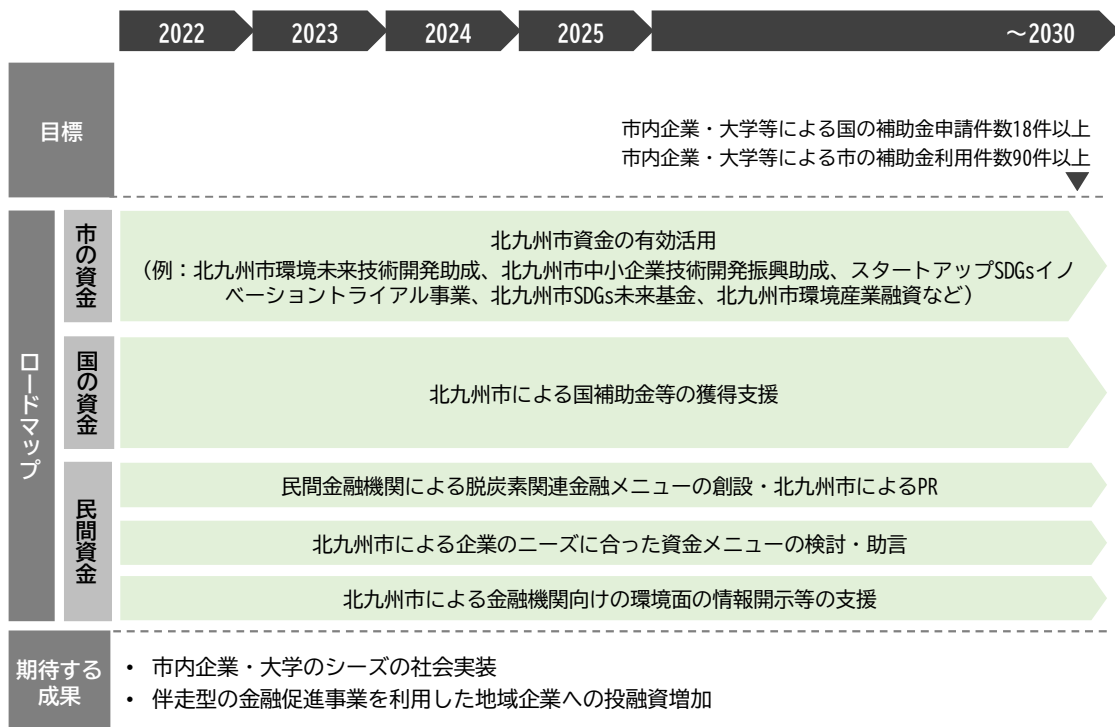 2022 2023 2024 2025 ～2030
目標
市内企業・大学等による国の補助金申請件数18件以上
市内企業・大学等による市の補助金利用件数90件以上
ロードマップ
市の資金
北九州市資金の有効活用
（例：北九州市環境未来技術開発助成、北九州市中小企業技術開発振興助成、スタートアップSDGsイノ
ベーショントライアル事業、北九州市SDGs未来基金、北九州市環境産業融資など）
国の資金
北九州市による国補助金等の獲得支援
民間資金
民間金融機関による脱炭素関連金融メニューの創設・北九州市によるPR
北九州市による企業のニーズに合った資金メニューの検討・助言
北九州市による金融機関向けの環境面の情報開示等の支援
期待する
成果
• 市内企業・大学のシーズの社会実装
• 伴走型の金融促進事業を利用した地域企業への投融資増加